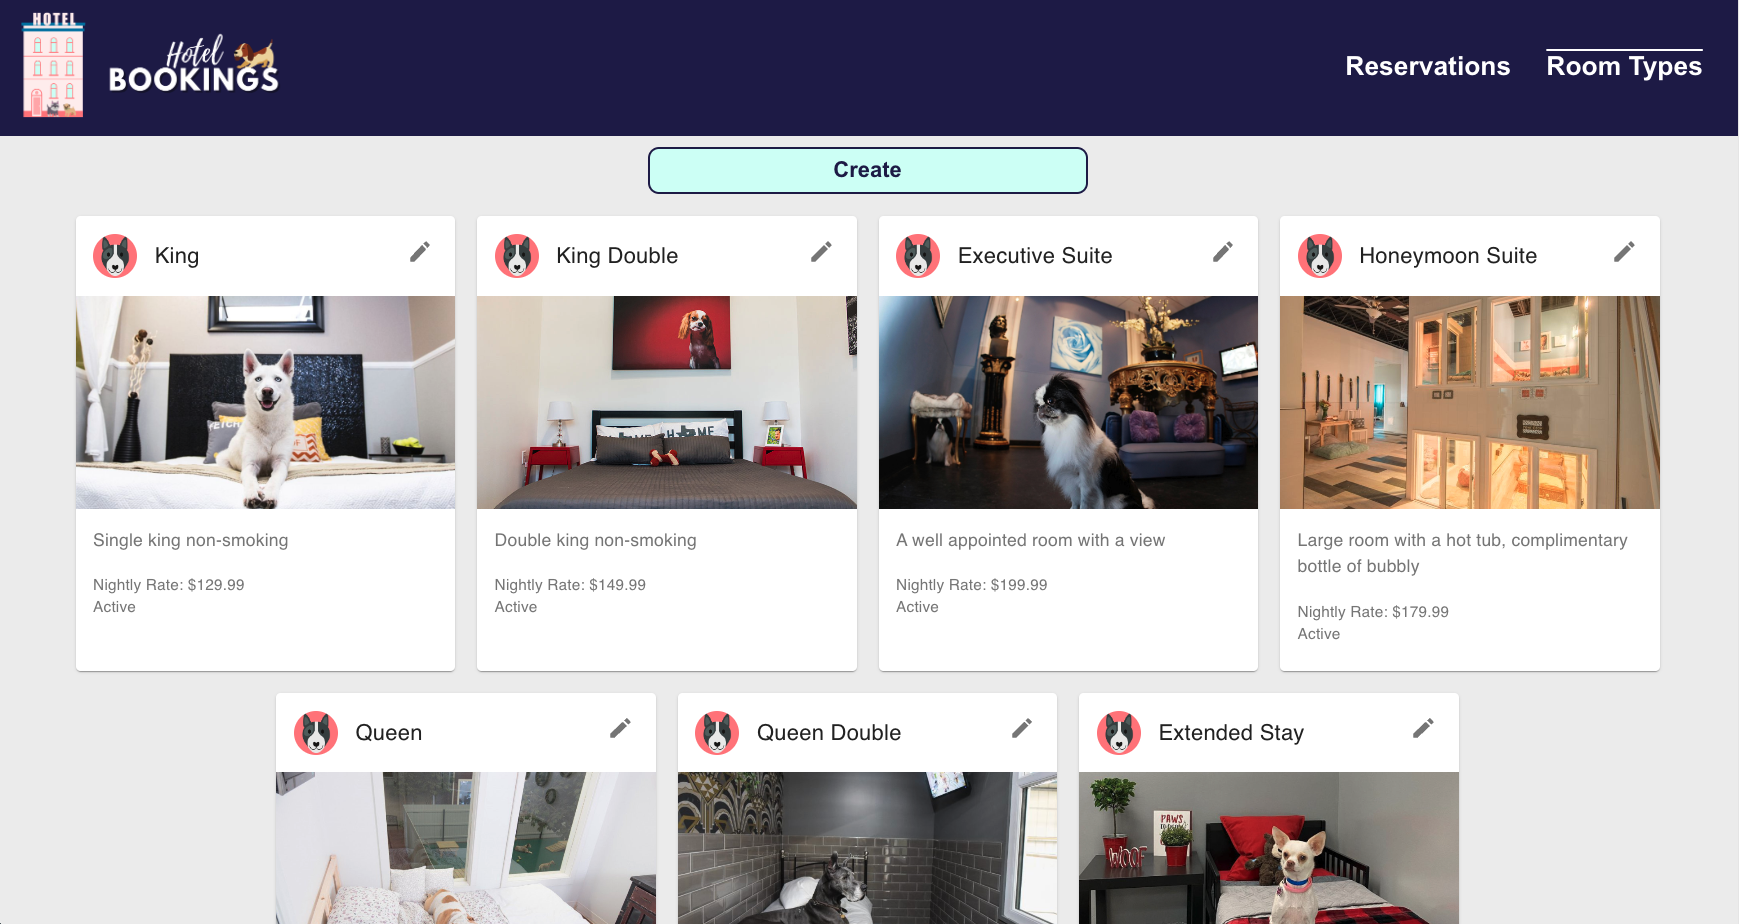 HOTEL
Hotel
BOOKINGS
Reservations
Room Types
Create
King
King Double
Executive Suite
Honeymoon Suite
Single king non-smoking
Nightly Rate: $129.99
Active
Double king non-smoking
Nightly Rate: $149.99
Active
A well appointed room with a view
Nightly Rate: $199.99
Active
Large room with a hot tub, complimentary
bottle of bubbly
Nightly Rate: $179.99
Active
Queen
Queen Double
Extended Stay
PAWS
WOOF